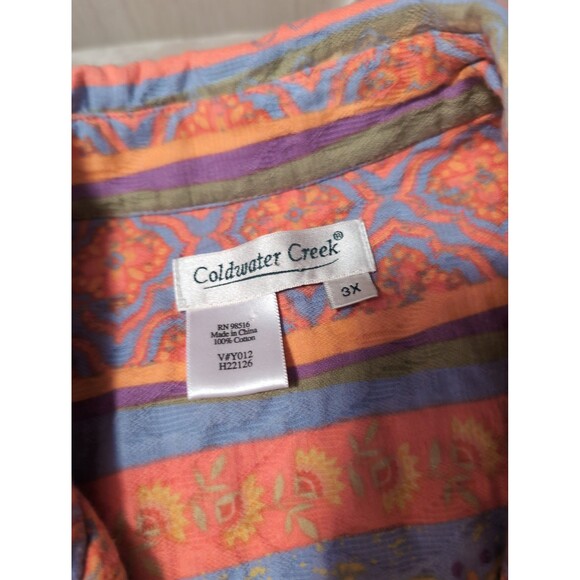 Coldwater Creek®
3X
RN 98516
Made in China
100% Cotton
V#Y012
H22126